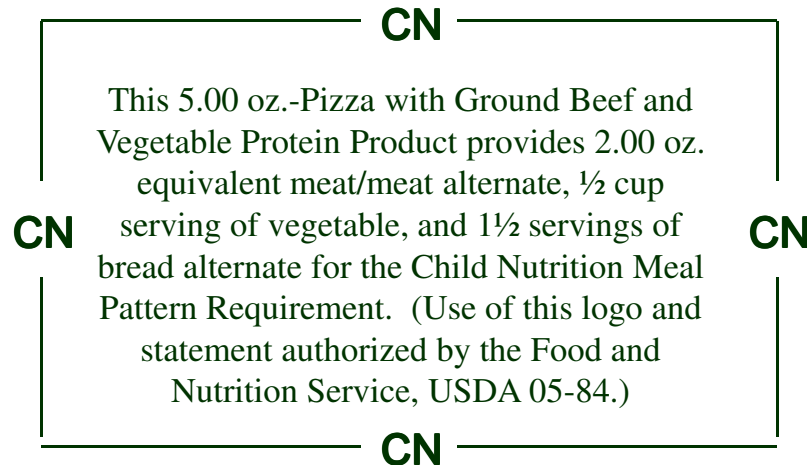 CN
This 5.00 oz.-Pizza with Ground Beef and
Vegetable Protein Product provides 2.00 oz.
equivalent meat/meat alternate, ½ cup
CN serving of vegetable, and 1½ servings of CN
bread alternate for the Child Nutrition Meal
Pattern Requirement.  (Use of this logo and
statement authorized by the Food and
Nutrition Service, USDA 05-84.)
CN